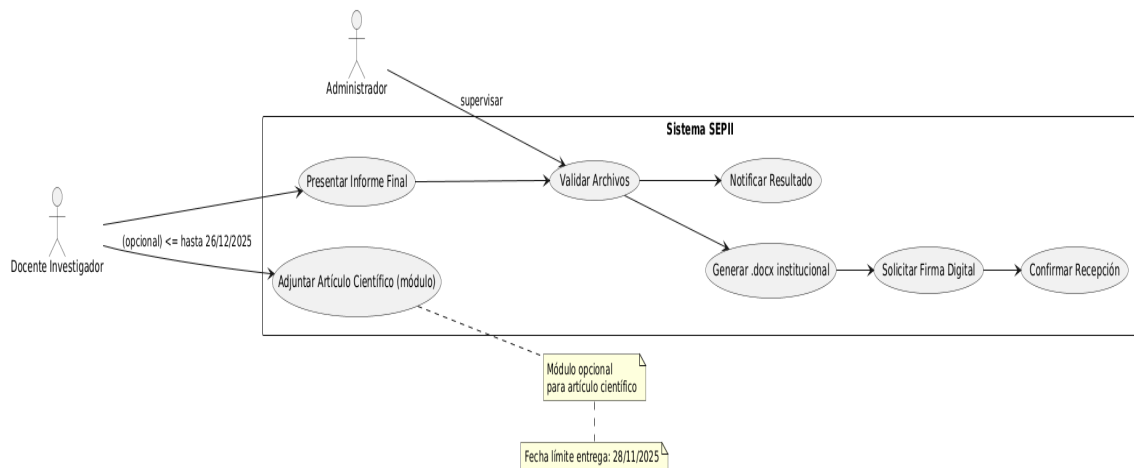 Administrador
supervisar
Sistema SEPII
Presentar Informe Final
Validar Archivos
Notificar Resultado
(opcional) <= hasta 26/12/2025
Docente Investigador
Adjuntar Artículo Científico (módulo)
Generar .docx institucional
Solicitar Firma Digital
Confirmar Recepción
Módulo opcional
para artículo científico
Fecha límite entrega: 28/11/2025